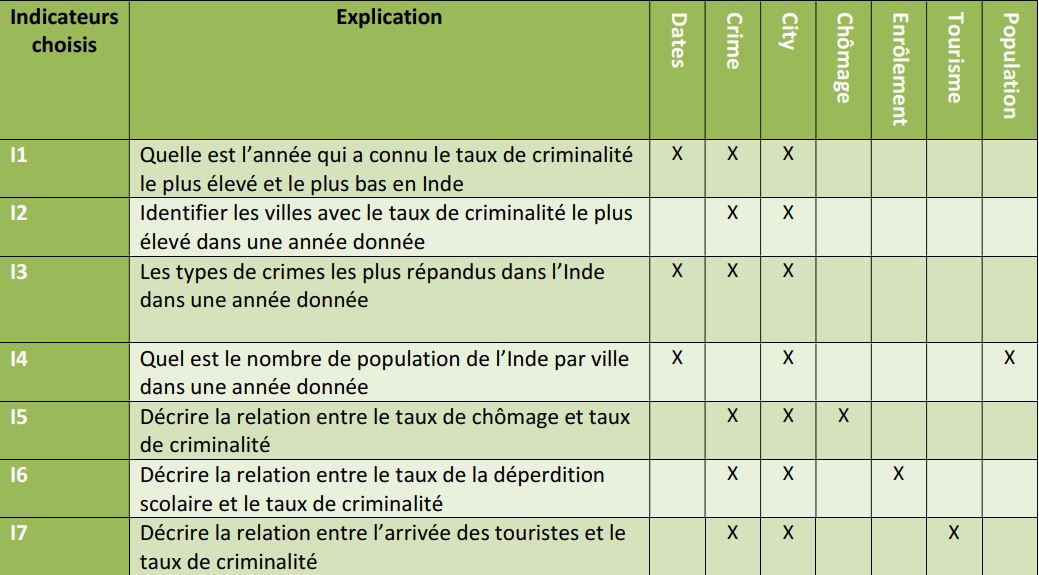 Indicateurs choisis | Explication | Dates | Crime | City | Chômage | Enrôlement | Tourisme | Population
I1 | Quelle est l’année qui a connu le taux de criminalité le plus élevé et le plus bas en Inde | X | X | X | | | |
I2 | Identifier les villes avec le taux de criminalité le plus élevé dans une année donnée | | X | X | | | |
I3 | Les types de crimes les plus répandus dans l’Inde dans une année donnée | X | X | X | | | |
I4 | Quel est le nombre de population de l’Inde par ville dans une année donnée | X | | X | | | | X
I5 | Décrire la relation entre le taux de chômage et taux de criminalité | | X | X | X | | |
I6 | Décrire la relation entre le taux de la déperdition scolaire et le taux de criminalité | | X | X | | X | |
I7 | Décrire la relation entre l’arrivée des touristes et le taux de criminalité | | X | X | | | X |